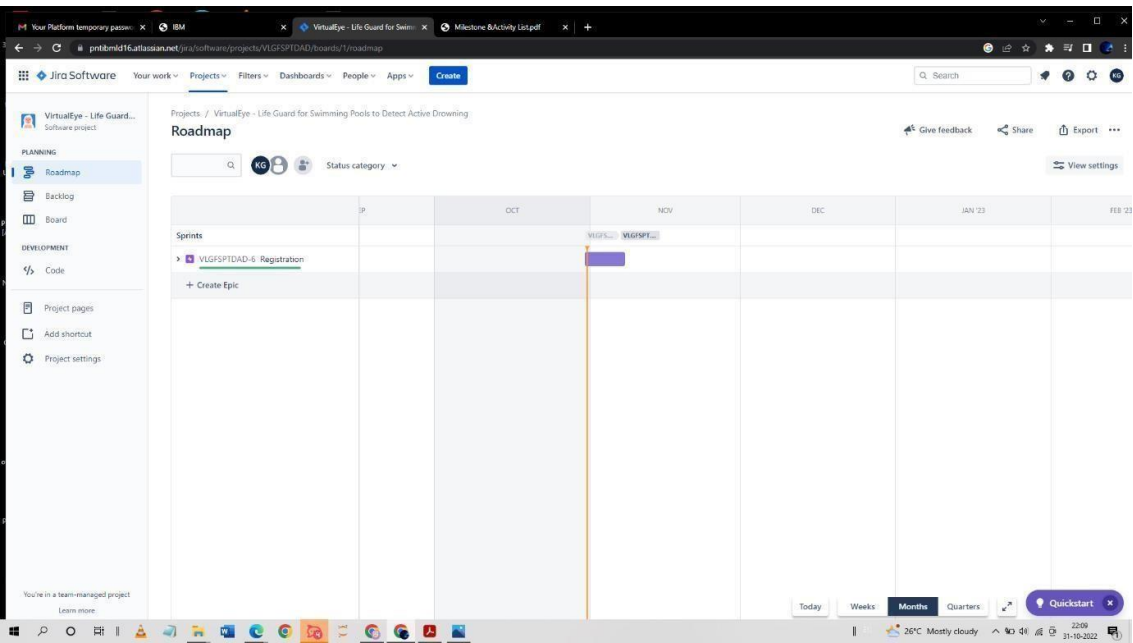 Your Platform temporary passwo
IBM
VirtualEye - Life Guard for Swimm
Milestone &Activity List.pdf
pntibmld16.atlassian.net/jira/software/projects/VLGFSPTDAD/boards/1/roadmap
Jira Software Your work Projects Filters Dashboards People Apps Create Search KG
VirtualEye - Life Guard...
Software project
PLANNING
Roadmap
Backlog
Board
DEVELOPMENT
Code
Project pages
Add shortcut
Project settings
You're in a team-managed project
Learn more
Projects / VirtualEye - Life Guard for Swimming Pools to Detect Active Drowning
Roadmap
Give feedback Share Export
KG Status category View settings
OCT NOV DEC JAN '23 FEB '23
Sprints VLGFS... VLGFSPT...
VLGFSPTDAD-6 Registration
+ Create Epic
Today Weeks Months Quarters Quickstart
26°C Mostly cloudy 22:09
31-10-2022